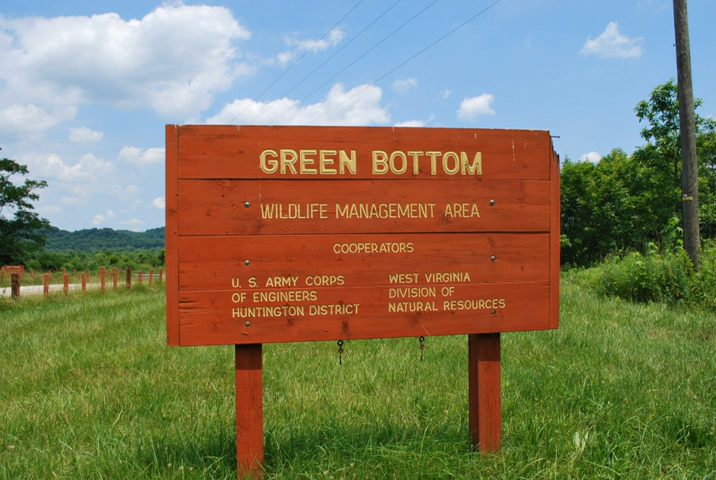 GREEN BOTTOM
WILDLIFE MANAGEMENT AREA
COOPERATORS
U. S. ARMY CORPS
OF ENGINEERS
HUNTINGTON DISTRICT
WEST VIRGINIA
DIVISION OF
NATURAL RESOURCES